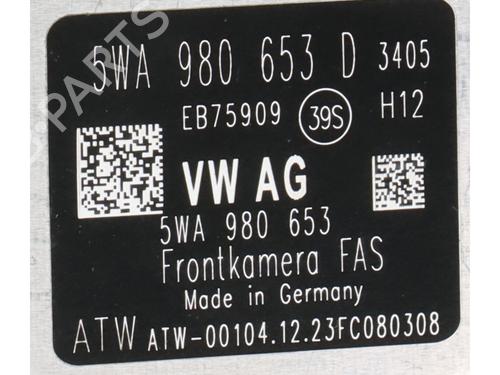 5WA 980 653 D 3405
EB75909 39S H12
VW AG
5WA 980 653
Frontkamera FAS
Made in Germany
ATW ATW-00104.12.23FC080308